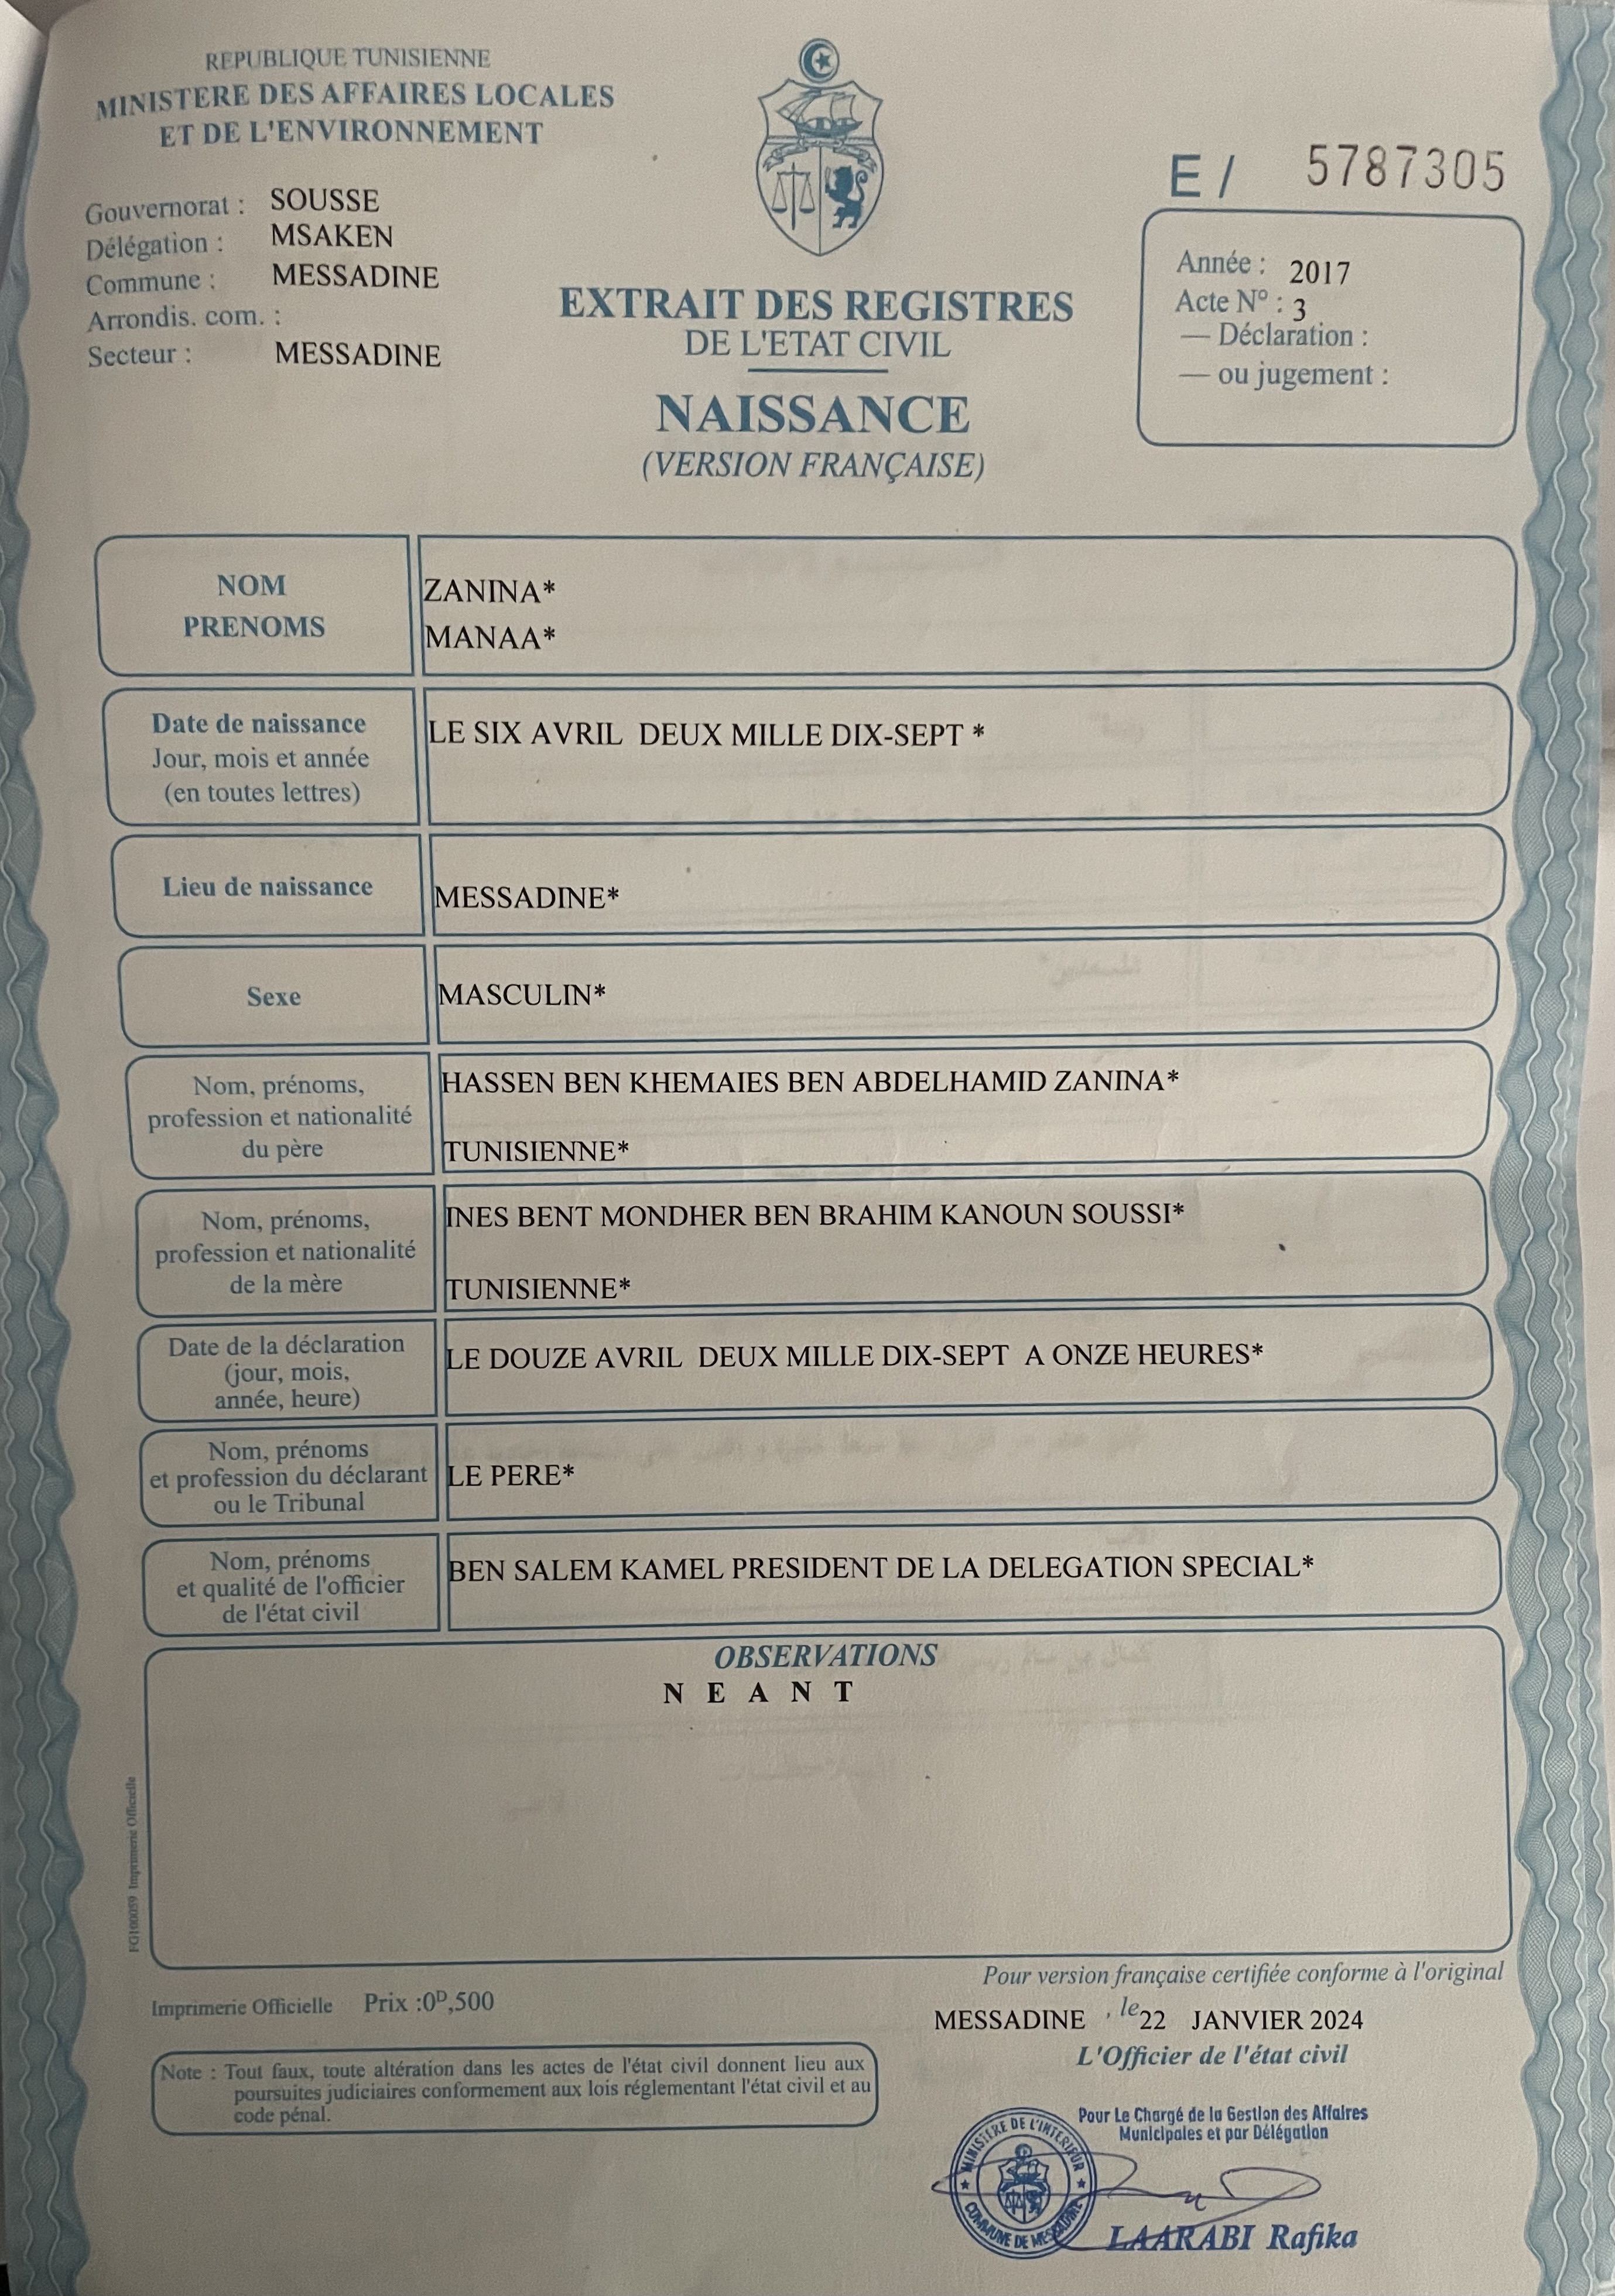 REPUBLIQUE TUNISIENNE
MINISTERE DES AFFAIRES LOCALES
ET DE L'ENVIRONNEMENT
E / 5787305
Gouvernorat : SOUSSE
Délégation : MSAKEN
Commune : MESSADINE
Arrondis. com. :
Secteur : MESSADINE
Année : 2017
Acte N° : 3
— Déclaration :
— ou jugement :
EXTRAIT DES REGISTRES
DE L'ETAT CIVIL
NAISSANCE
(VERSION FRANÇAISE)
NOM ZANINA*
PRENOMS MANAA*
Date de naissance LE SIX AVRIL DEUX MILLE DIX-SEPT *
Jour, mois et année
(en toutes lettres)
Lieu de naissance MESSADINE*
Sexe MASCULIN*
Nom, prénoms, HASSEN BEN KHEMAIES BEN ABDELHAMID ZANINA*
profession et nationalité
du père TUNISIENNE*
Nom, prénoms, INES BENT MONDHER BEN BRAHIM KANOUN SOUSSI*
profession et nationalité
de la mère TUNISIENNE*
Date de la déclaration LE DOUZE AVRIL DEUX MILLE DIX-SEPT A ONZE HEURES*
(jour, mois,
année, heure)
Nom, prénoms
et profession du déclarant LE PERE*
ou le Tribunal
Nom, prénoms BEN SALEM KAMEL PRESIDENT DE LA DELEGATION SPECIAL*
et qualité de l'officier
de l'état civil
OBSERVATIONS
N E A N T
FG100059 Imprimerie Officielle
Pour version française certifiée conforme à l'original
Imprimerie Officielle Prix :0ᴰ,500
MESSADINE , le 22 JANVIER 2024
L'Officier de l'état civil
Note : Tout faux, toute altération dans les actes de l'état civil donnent lieu aux
poursuites judiciaires conformement aux lois réglementant l'état civil et au
code pénal.
Pour Le Chargé de la Gestion des Affaires
Municipales et par Délégation
MINISTERE DE L'INTERIEUR
COMMUNE DE MESSADINE
LAARABI Rafika